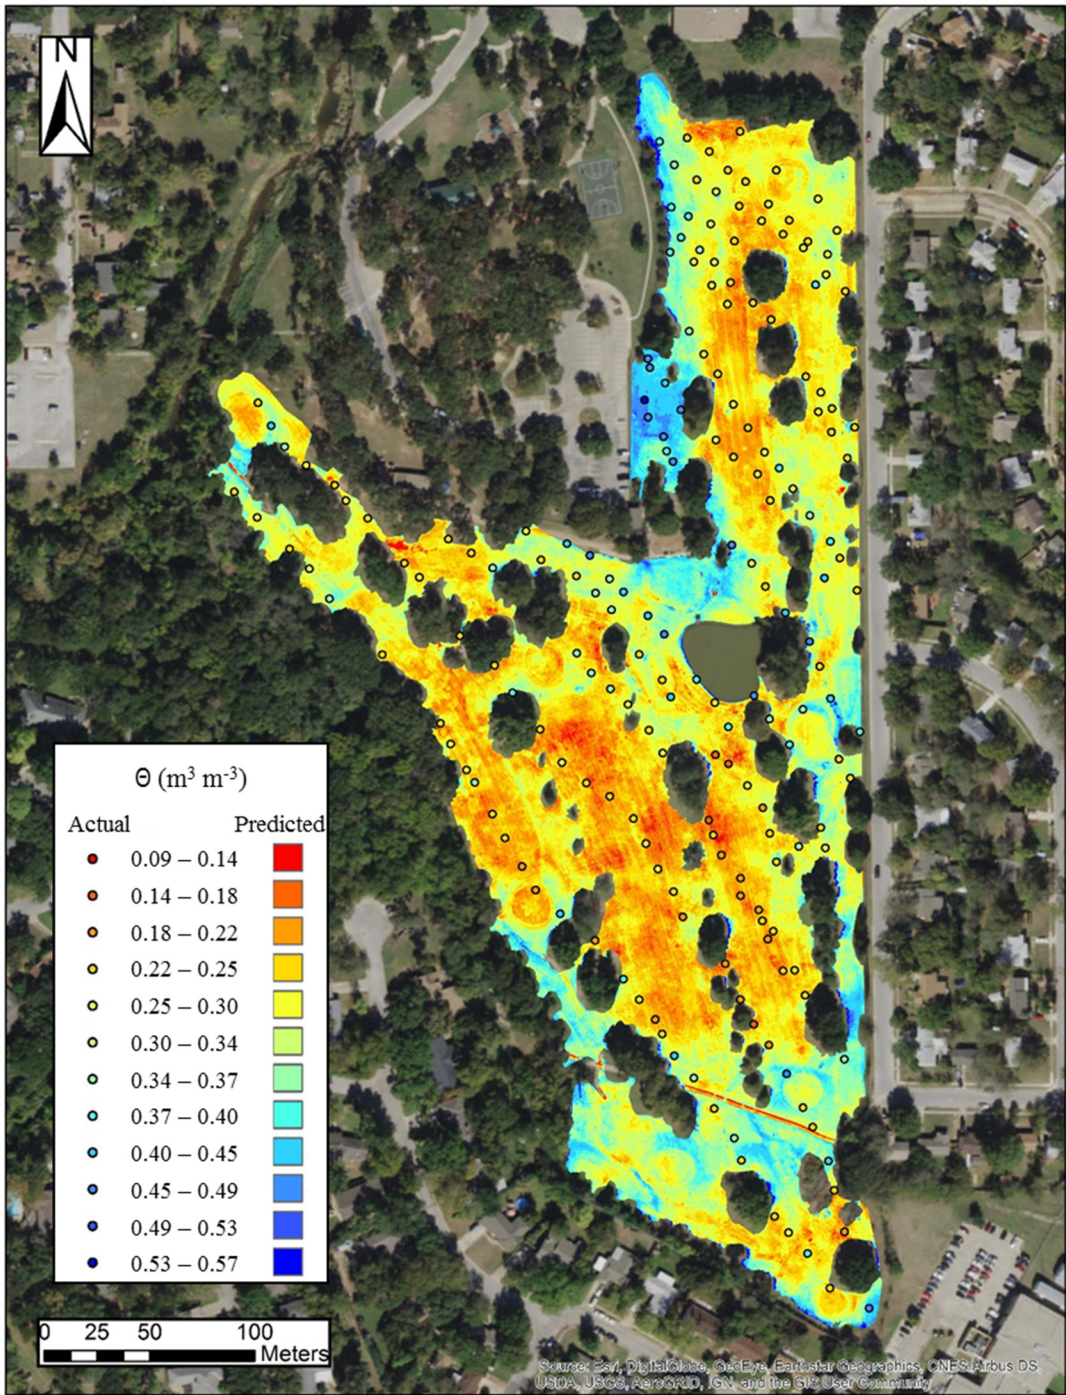 N
Θ (m³ m⁻³)
Actual Predicted
0.09 – 0.14
0.14 – 0.18
0.18 – 0.22
0.22 – 0.25
0.25 – 0.30
0.30 – 0.34
0.34 – 0.37
0.37 – 0.40
0.40 – 0.45
0.45 – 0.49
0.49 – 0.53
0.53 – 0.57
0 25 50 100
Meters
Source: Esri, DigitalGlobe, GeoEye, Earthstar Geographics, CNES/Airbus DS,
USDA, USGS, AeroGRID, IGN, and the GIS User Community